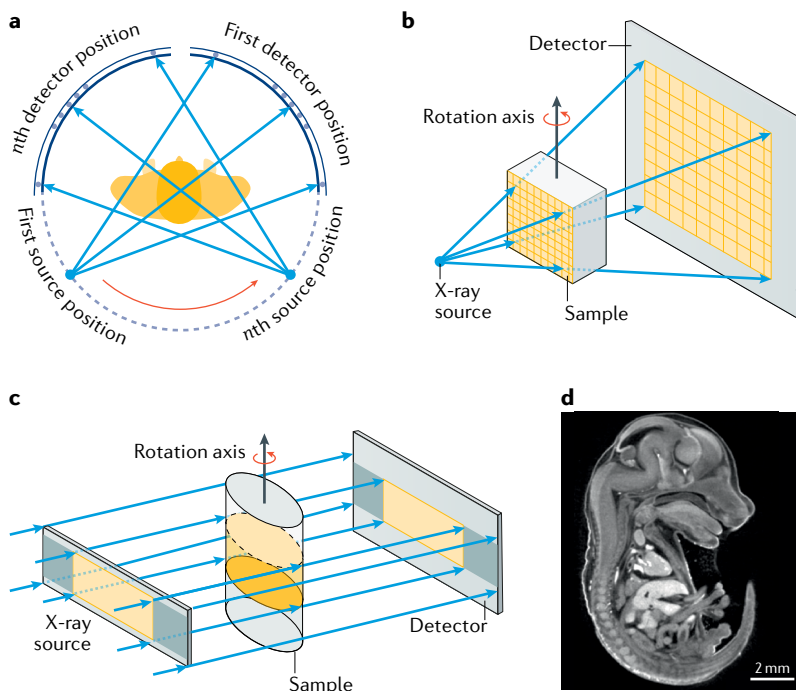 a
nth detector position
First detector position
First source position
nth source position
b
Detector
Rotation axis
X-ray
source
Sample
c
Rotation axis
X-ray
source
Detector
Sample
d
2 mm